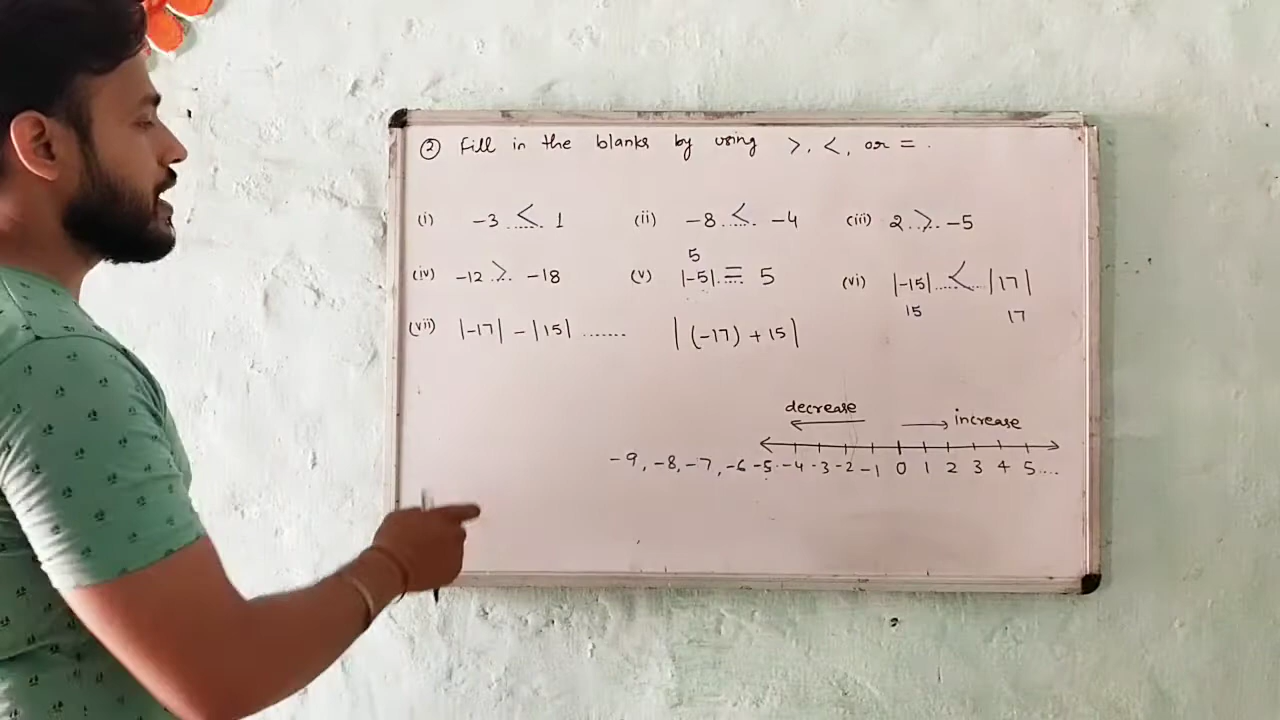 ② Fill in the blanks by using >, <, or = .
(i) -3 ..<.. 1 (ii) -8 ..<.. -4 (iii) 2 ..>.. -5
5
(iv) -12 ..>.. -18 (v) |-5| ..=.. 5 (vi) |-15| ....<.... |17|
15 17
(vii) |-17| - |15| ....... | (-17) + 15 |
decrease increase
-9, -8, -7, -6 -5 -4 -3 -2 -1 0 1 2 3 4 5 ....